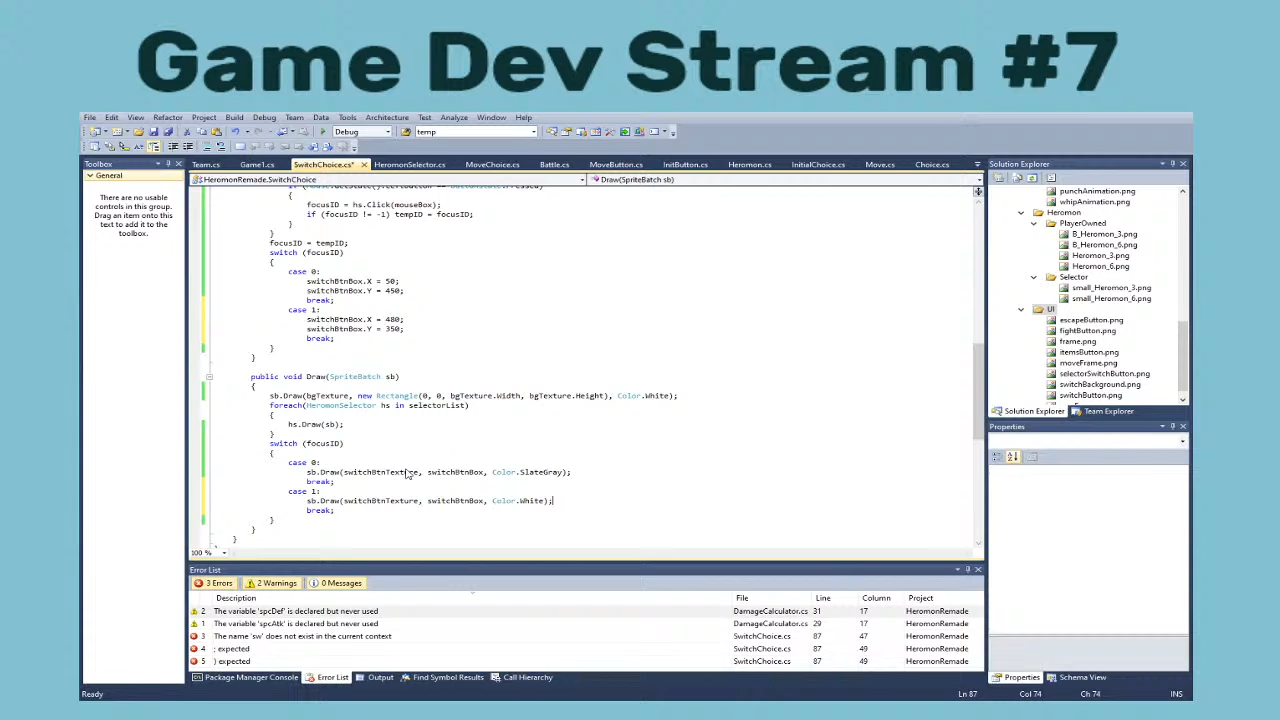 Game Dev Stream #7
File Edit View Refactor Project Build Debug Team Data Tools Architecture Test Analyze Window Help
Debug temp
Toolbox
Team.cs Game1.cs SwitchChoice.cs* HeromonSelector.cs MoveChoice.cs Battle.cs MoveButton.cs InitButton.cs Heromon.cs InitialChoice.cs Move.cs Choice.cs
Solution Explorer
General
HeromonRemade.SwitchChoice
Draw(SpriteBatch sb)
There are no usable
controls in this group.
Drag an item onto this
text to add it to the
toolbox.
{
focusID = hs.Click(mouseBox);
if (focusID != -1) tempID = focusID;
}
}
focusID = tempID;
switch (focusID)
{
case 0:
switchBtnBox.X = 50;
switchBtnBox.Y = 450;
break;
case 1:
switchBtnBox.X = 480;
switchBtnBox.Y = 350;
break;
}
}
public void Draw(SpriteBatch sb)
{
sb.Draw(bgTexture, new Rectangle(0, 0, bgTexture.Width, bgTexture.Height), Color.White);
foreach(HeromonSelector hs in selectorList)
{
hs.Draw(sb);
}
switch (focusID)
{
case 0:
sb.Draw(switchBtnTexture, switchBtnBox, Color.SlateGray);
break;
case 1:
sb.Draw(switchBtnTexture, switchBtnBox, Color.White);
break;
}
}
}
100 %
punchAnimation.png
whipAnimation.png
Heromon
PlayerOwned
B_Heromon_3.png
B_Heromon_6.png
Heromon_3.png
Heromon_6.png
Selector
small_Heromon_3.png
small_Heromon_6.png
UI
escapeButton.png
fightButton.png
frame.png
itemsButton.png
moveFrame.png
selectorSwitchButton.png
switchBackground.png
switchButton.png
Solution Explorer Team Explorer
Properties
Error List
3 Errors 2 Warnings 0 Messages
Description File Line Column Project
2 The variable 'spcDef' is declared but never used DamageCalculator.cs 31 17 HeromonRemade
1 The variable 'spcAtk' is declared but never used DamageCalculator.cs 29 17 HeromonRemade
3 The name 'sw' does not exist in the current context SwitchChoice.cs 87 47 HeromonRemade
4 ; expected SwitchChoice.cs 87 49 HeromonRemade
5 ) expected SwitchChoice.cs 87 49 HeromonRemade
Package Manager Console Error List Output Find Symbol Results Call Hierarchy
Properties Schema View
Ready Ln 87 Col 74 Ch 74 INS